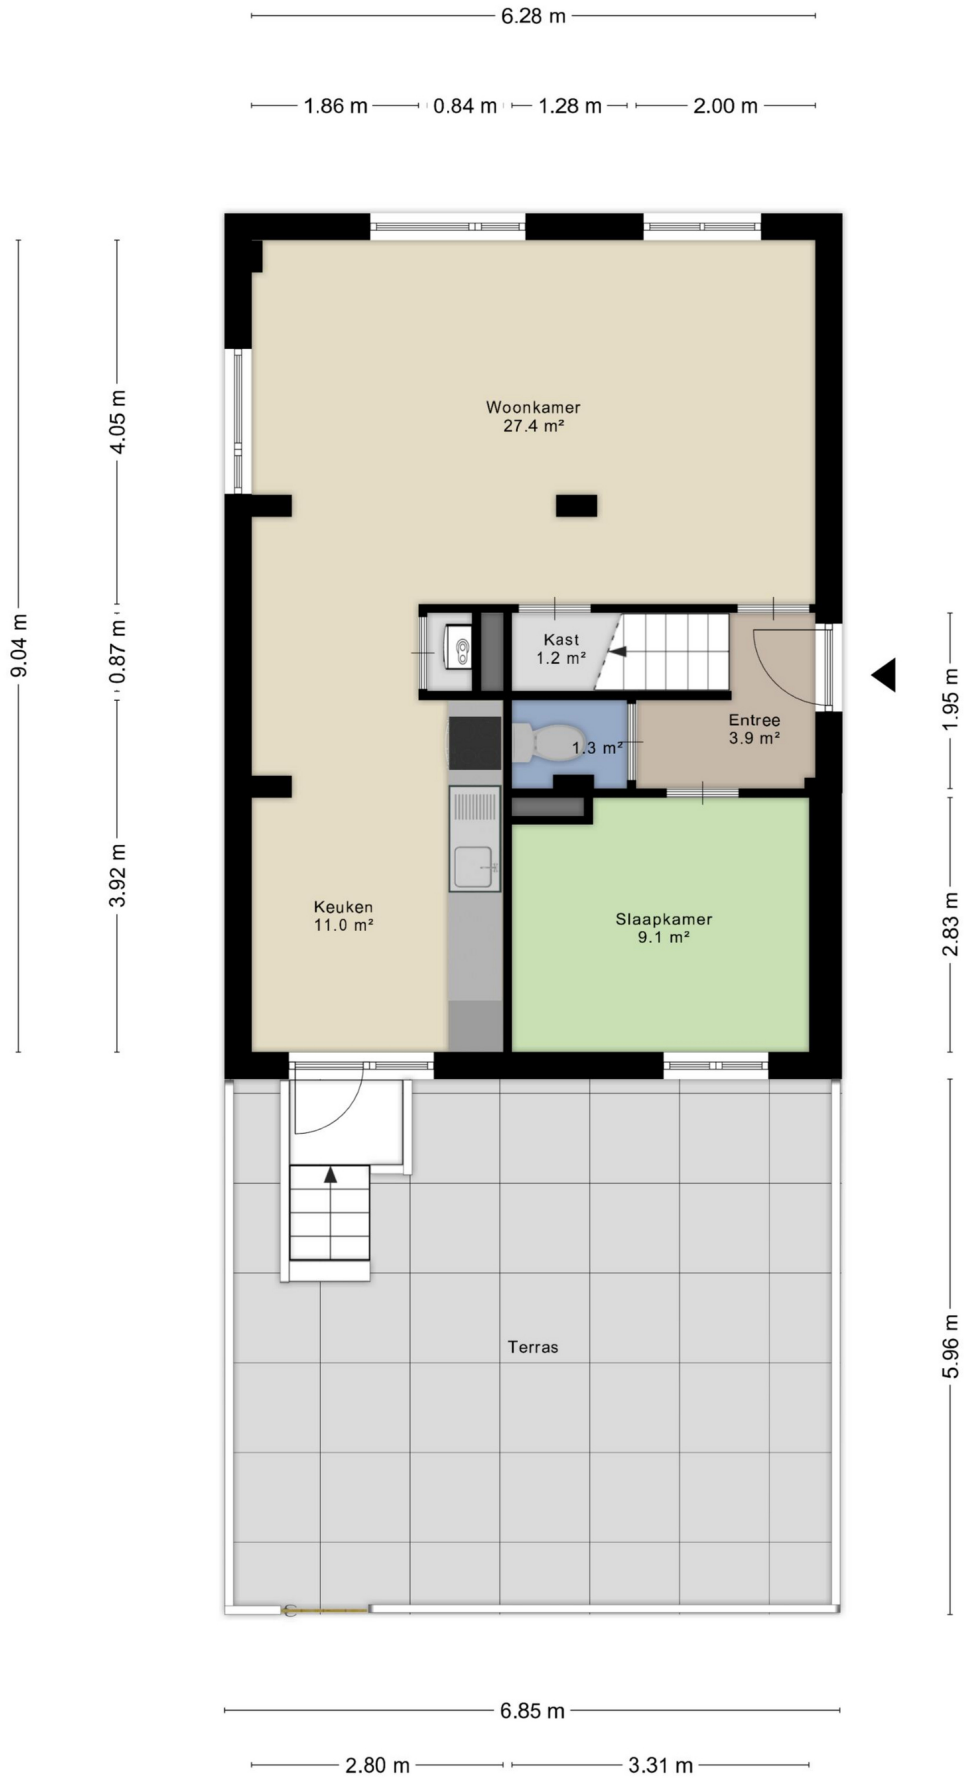 6.28 m
1.86 m
0.84 m
1.28 m
2.00 m
4.05 m
9.04 m
0.87 m
3.92 m
Woonkamer
27.4 m²
Kast
1.2 m²
1.95 m
Entree
3.9 m²
1.3 m²
Keuken
11.0 m²
Slaapkamer
9.1 m²
2.83 m
Terras
5.96 m
6.85 m
2.80 m
3.31 m